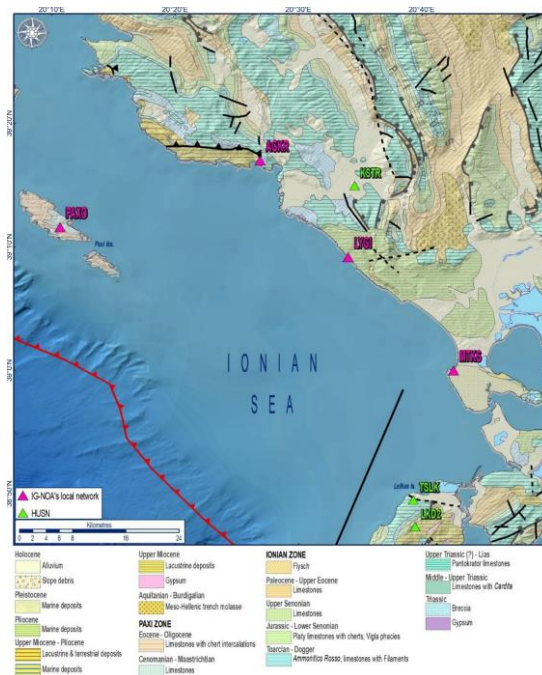 20°10'E 20°20'E 20°30'E 20°40'E
39°20'N
AGKR
KSTR
PAXO
Paxi Iss.
39°10'N
LYGI
39°0'N
MTKS
IONIAN
SEA
38°50'N
Lefkas Is.
TSLK
LKD2
IG-NOA's local network
HUSN
Kilometres
0 2 4 6 8 12 16 24
Holocene
Alluvium
Slope debris
Pleistocene
Marine deposits
Pliocene
Marine deposits
Upper Miocene - Pliocene
Lacustrine & terrestrial deposits
Marine deposits
Upper Miocene
Lacustrine deposits
Gypsum
Aquitanian - Burdigalian
Meso-Hellenic trench molasse
PAXI ZONE
Eocene - Oligocene
Limestones with chert intercalations
Cenomanian - Maastrichtian
Limestones
IONIAN ZONE
Flysch
Paleocene - Upper Eocene
Limestones
Upper Senonian
Limestones
Jurassic - Lower Senonian
Platy limestones with cherts, Vigla phacies
Toarcian - Dogger
Ammonitico Rosso, limestones with Filaments
Upper Triassic (?) - Lias
Pantokrator limestones
Middle - Upper Triassic
Limestones with Cardita
Triassic
Breccia
Gypsum